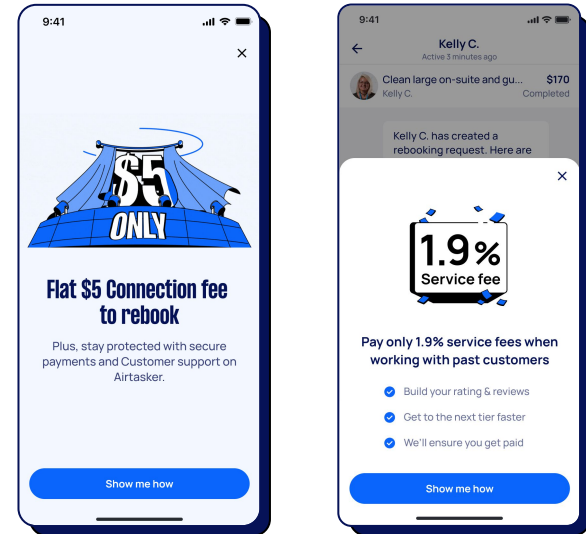 9:41
$5
ONLY
Flat $5 Connection fee
to rebook
Plus, stay protected with secure
payments and Customer support on
Airtasker.
Show me how
9:41
Kelly C.
Active 3 minutes ago
Clean large on-suite and gu... $170
Kelly C. Completed
Kelly C. has created a
rebooking request. Here are
1.9%
Service fee
Pay only 1.9% service fees when
working with past customers
Build your rating & reviews
Get to the next tier faster
We'll ensure you get paid
Show me how